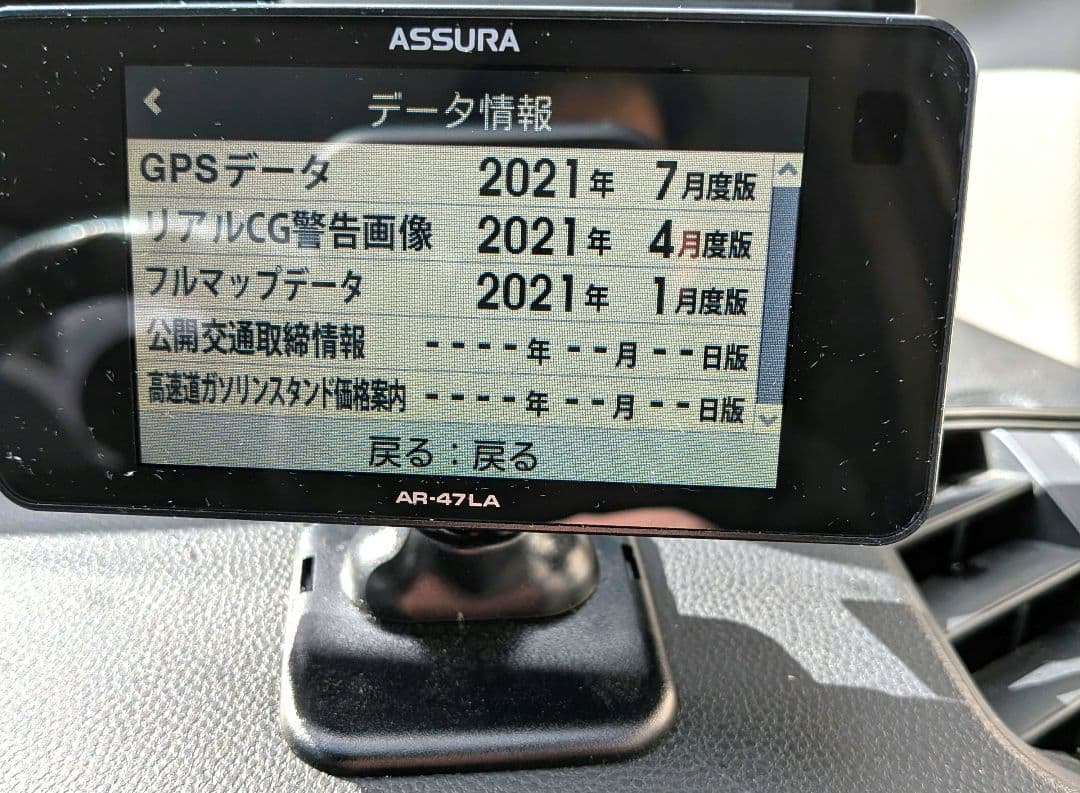 ASSURA
データ情報
GPSデータ 2021年 7月度版
リアルCG警告画像 2021年 4月度版
フルマップデータ 2021年 1月度版
公開交通取締情報 ----年--月--日版
高速道ガソリンスタンド価格案内 ----年--月--日版
戻る：戻る
AR-47LA